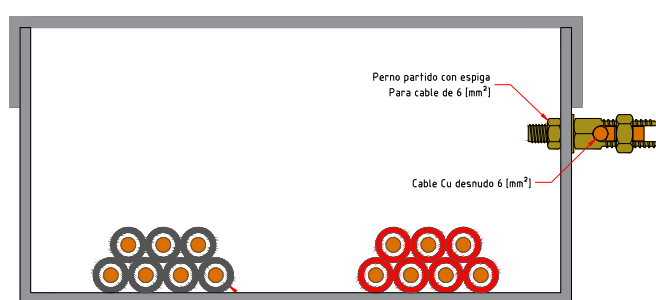 Perno partido con espiga
Para cable de 6 [mm²]
Cable Cu desnudo 6 [mm²]